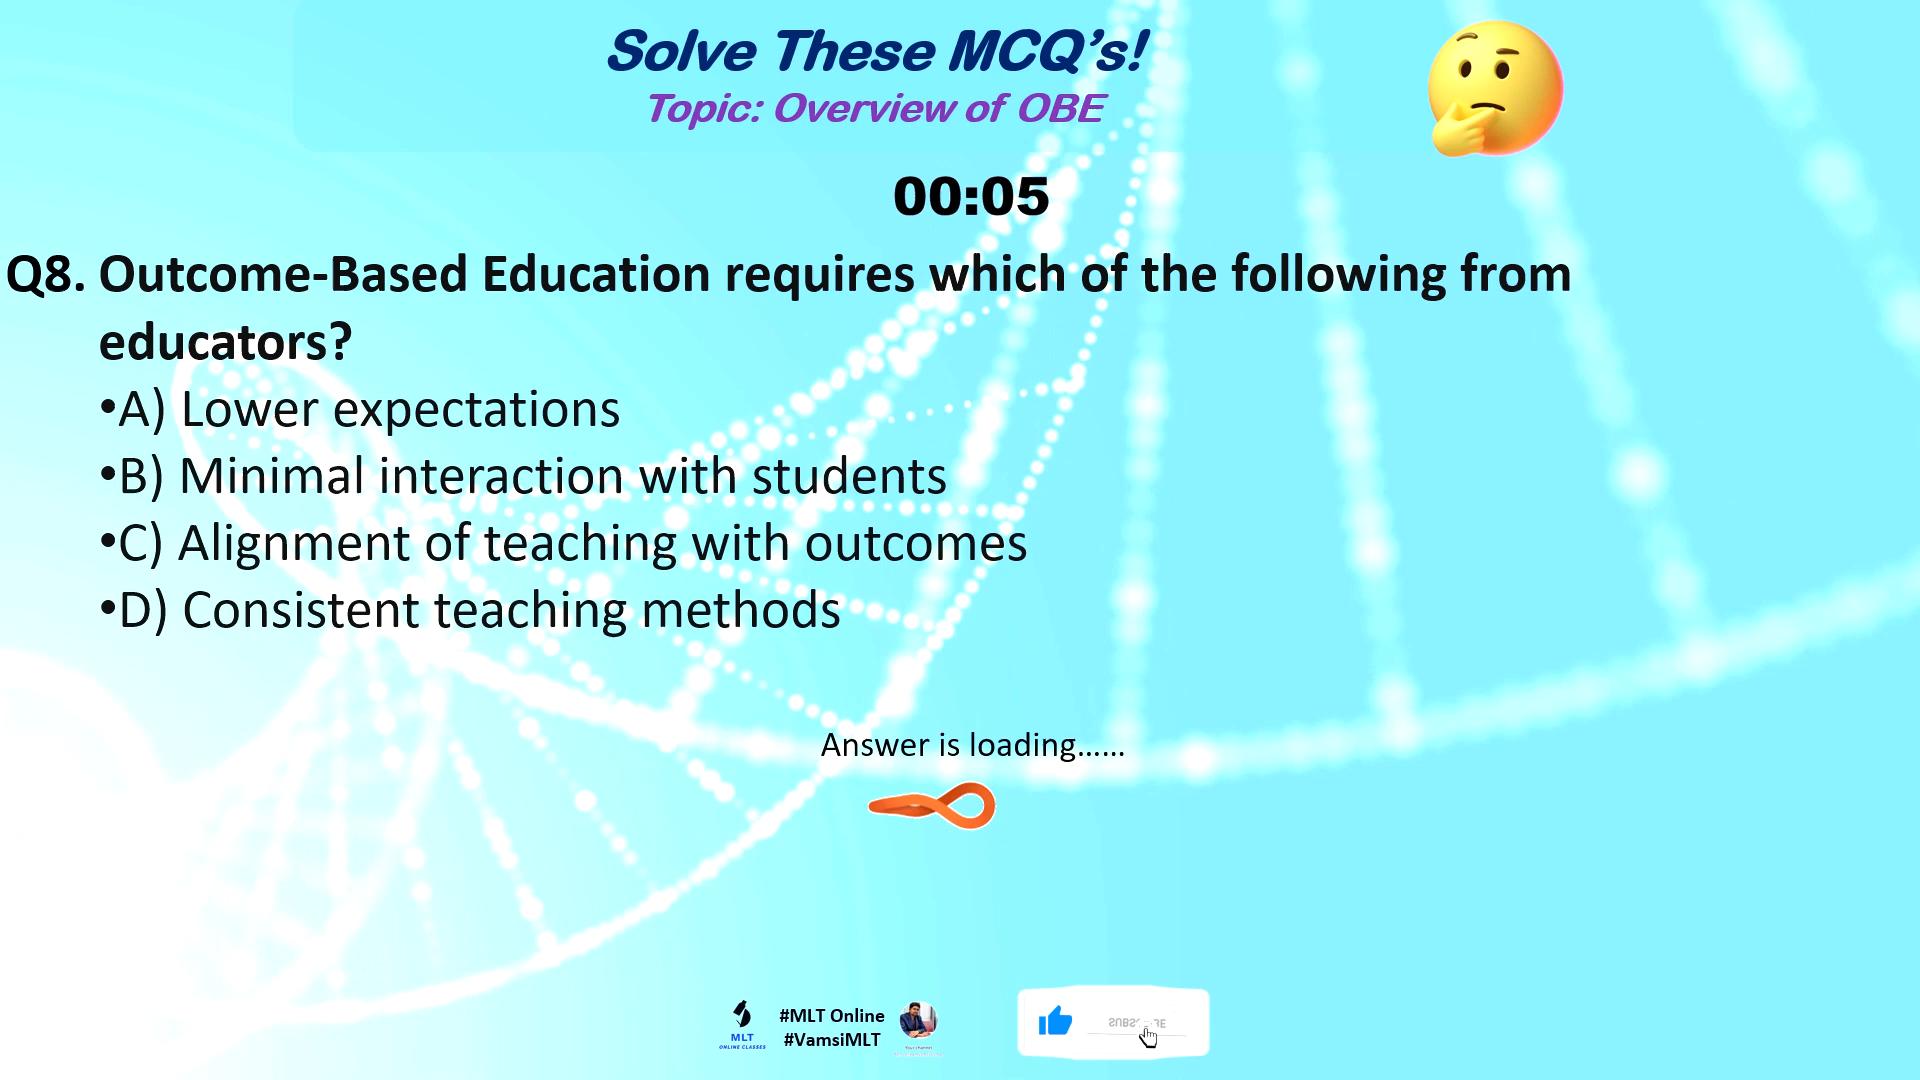 Solve These MCQ’s!
Topic: Overview of OBE
00:05
Q8. Outcome-Based Education requires which of the following from
educators?
•A) Lower expectations
•B) Minimal interaction with students
•C) Alignment of teaching with outcomes
•D) Consistent teaching methods
Answer is loading......
#MLT Online
#VamsiMLT
MLT
ONLINE CLASSES